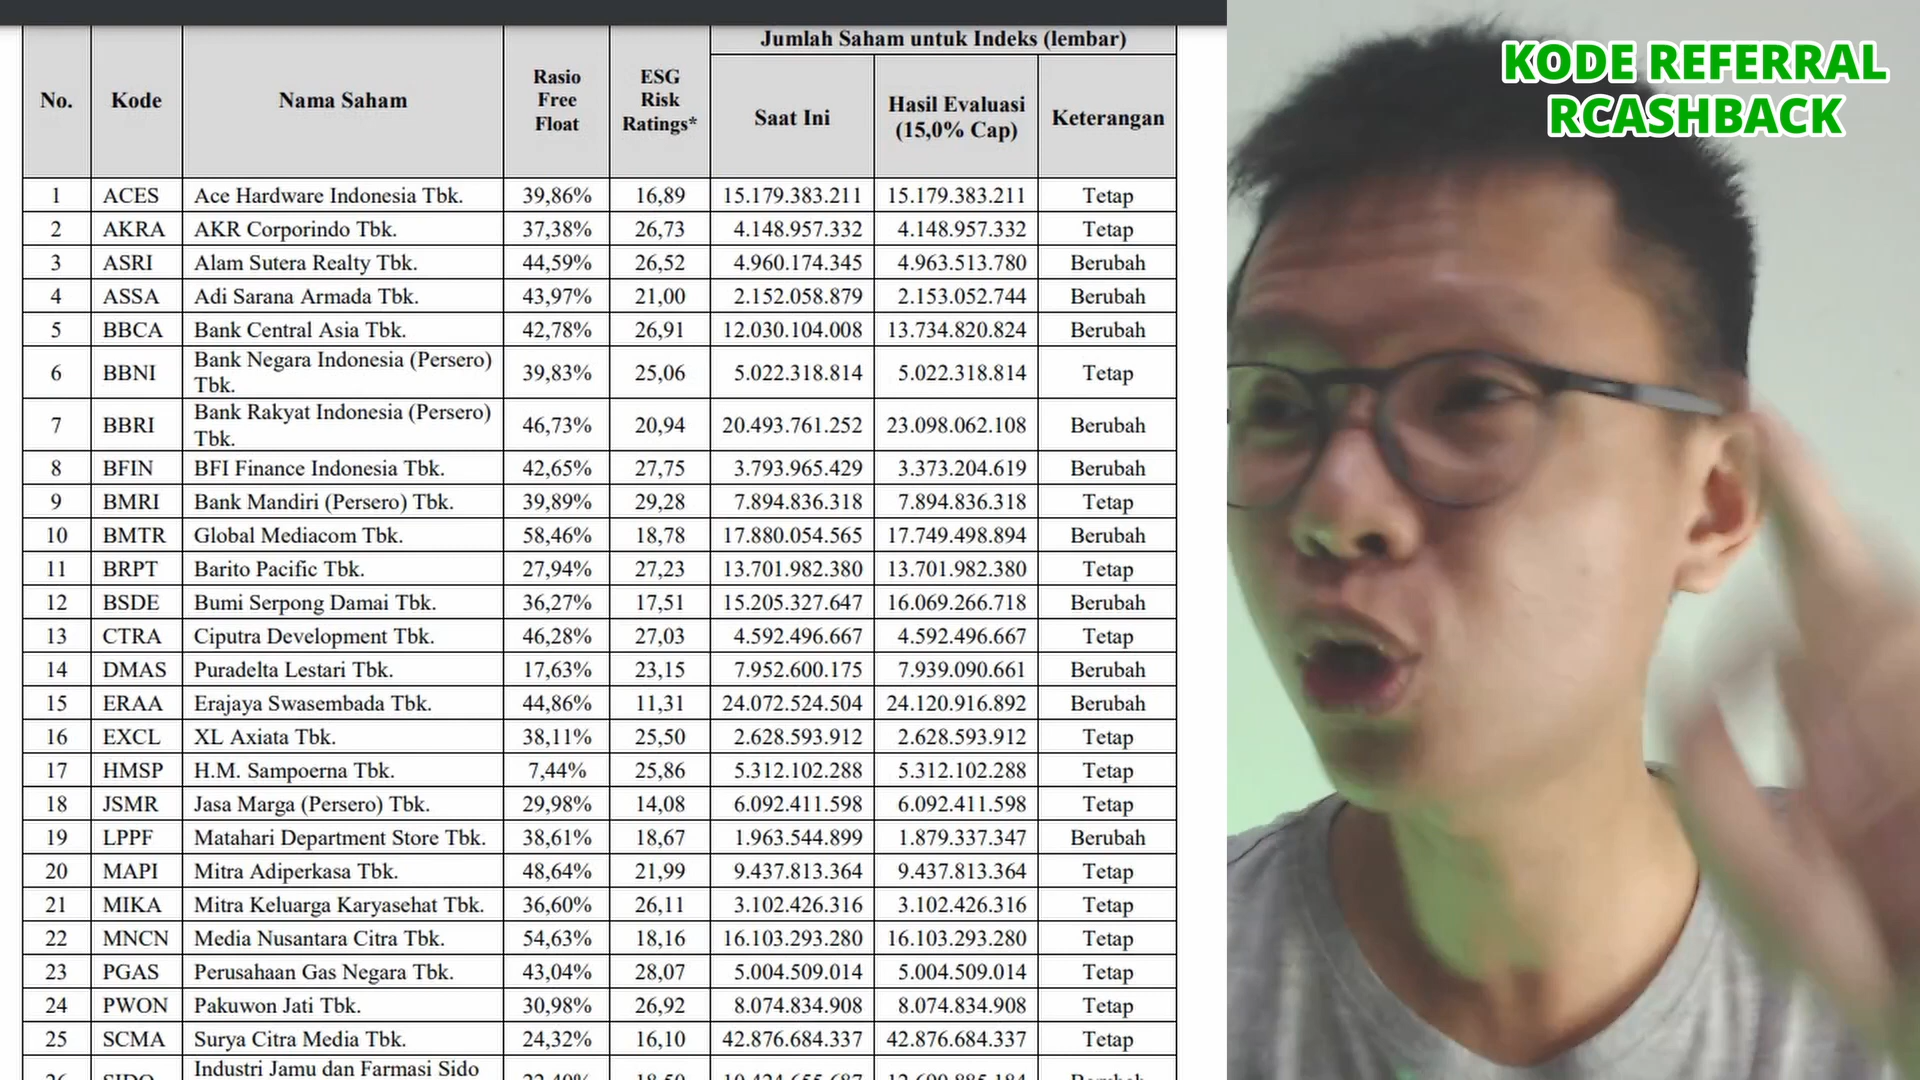 Jumlah Saham untuk Indeks (lembar)
No. Kode Nama Saham Rasio Free Float ESG Risk Ratings* Saat Ini Hasil Evaluasi (15,0% Cap) Keterangan
1 ACES Ace Hardware Indonesia Tbk. 39,86% 16,89 15.179.383.211 15.179.383.211 Tetap
2 AKRA AKR Corporindo Tbk. 37,38% 26,73 4.148.957.332 4.148.957.332 Tetap
3 ASRI Alam Sutera Realty Tbk. 44,59% 26,52 4.960.174.345 4.963.513.780 Berubah
4 ASSA Adi Sarana Armada Tbk. 43,97% 21,00 2.152.058.879 2.153.052.744 Berubah
5 BBCA Bank Central Asia Tbk. 42,78% 26,91 12.030.104.008 13.734.820.824 Berubah
6 BBNI Bank Negara Indonesia (Persero) Tbk. 39,83% 25,06 5.022.318.814 5.022.318.814 Tetap
7 BBRI Bank Rakyat Indonesia (Persero) Tbk. 46,73% 20,94 20.493.761.252 23.098.062.108 Berubah
8 BFIN BFI Finance Indonesia Tbk. 42,65% 27,75 3.793.965.429 3.373.204.619 Berubah
9 BMRI Bank Mandiri (Persero) Tbk. 39,89% 29,28 7.894.836.318 7.894.836.318 Tetap
10 BMTR Global Mediacom Tbk. 58,46% 18,78 17.880.054.565 17.749.498.894 Berubah
11 BRPT Barito Pacific Tbk. 27,94% 27,23 13.701.982.380 13.701.982.380 Tetap
12 BSDE Bumi Serpong Damai Tbk. 36,27% 17,51 15.205.327.647 16.069.266.718 Berubah
13 CTRA Ciputra Development Tbk. 46,28% 27,03 4.592.496.667 4.592.496.667 Tetap
14 DMAS Puradelta Lestari Tbk. 17,63% 23,15 7.952.600.175 7.939.090.661 Berubah
15 ERAA Erajaya Swasembada Tbk. 44,86% 11,31 24.072.524.504 24.120.916.892 Berubah
16 EXCL XL Axiata Tbk. 38,11% 25,50 2.628.593.912 2.628.593.912 Tetap
17 HMSP H.M. Sampoerna Tbk. 7,44% 25,86 5.312.102.288 5.312.102.288 Tetap
18 JSMR Jasa Marga (Persero) Tbk. 29,98% 14,08 6.092.411.598 6.092.411.598 Tetap
19 LPPF Matahari Department Store Tbk. 38,61% 18,67 1.963.544.899 1.879.337.347 Berubah
20 MAPI Mitra Adiperkasa Tbk. 48,64% 21,99 9.437.813.364 9.437.813.364 Tetap
21 MIKA Mitra Keluarga Karyasehat Tbk. 36,60% 26,11 3.102.426.316 3.102.426.316 Tetap
22 MNCN Media Nusantara Citra Tbk. 54,63% 18,16 16.103.293.280 16.103.293.280 Tetap
23 PGAS Perusahaan Gas Negara Tbk. 43,04% 28,07 5.004.509.014 5.004.509.014 Tetap
24 PWON Pakuwon Jati Tbk. 30,98% 26,92 8.074.834.908 8.074.834.908 Tetap
25 SCMA Surya Citra Media Tbk. 24,32% 16,10 42.876.684.337 42.876.684.337 Tetap
Industri Jamu dan Farmasi Sido
KODE REFERRAL
RCASHBACK